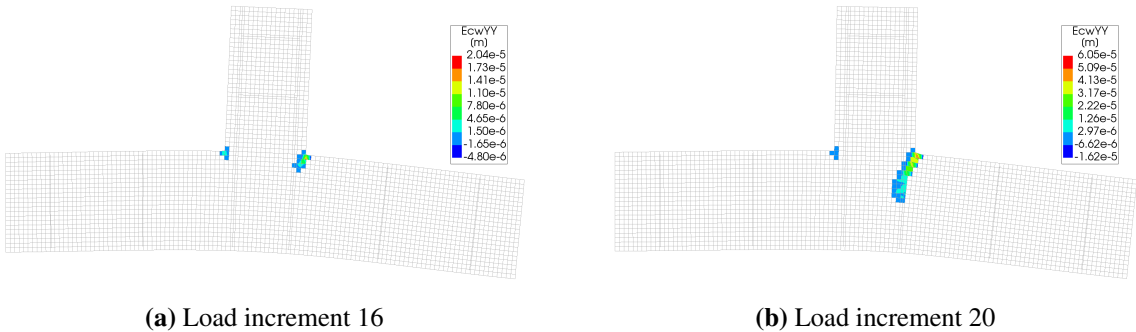 EcwYY
(m)
2.04e-5
1.73e-5
1.41e-5
1.10e-5
7.80e-6
4.65e-6
1.50e-6
-1.65e-6
-4.80e-6
EcwYY
(m)
6.05e-5
5.09e-5
4.13e-5
3.17e-5
2.22e-5
1.26e-5
2.97e-6
-6.62e-6
-1.62e-5
(a) Load increment 16
(b) Load increment 20